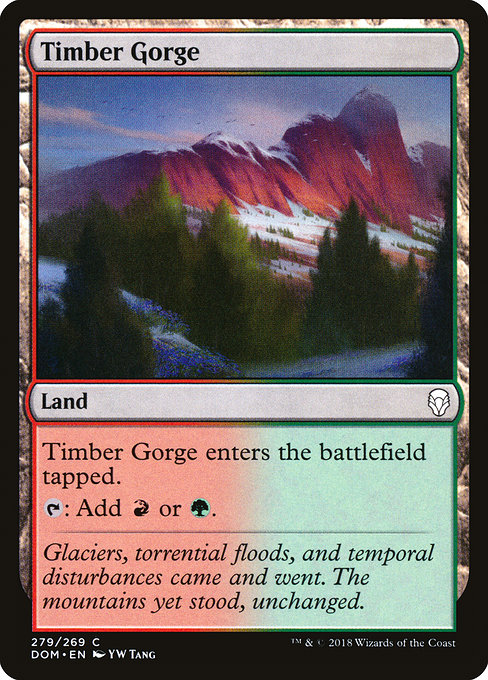 Timber Gorge
Land
Timber Gorge enters the battlefield
tapped.
: Add or .
Glaciers, torrential floods, and temporal
disturbances came and went. The
mountains yet stood, unchanged.
279/269 C
DOM • EN YW Tang
™ & © 2018 Wizards of the Coast